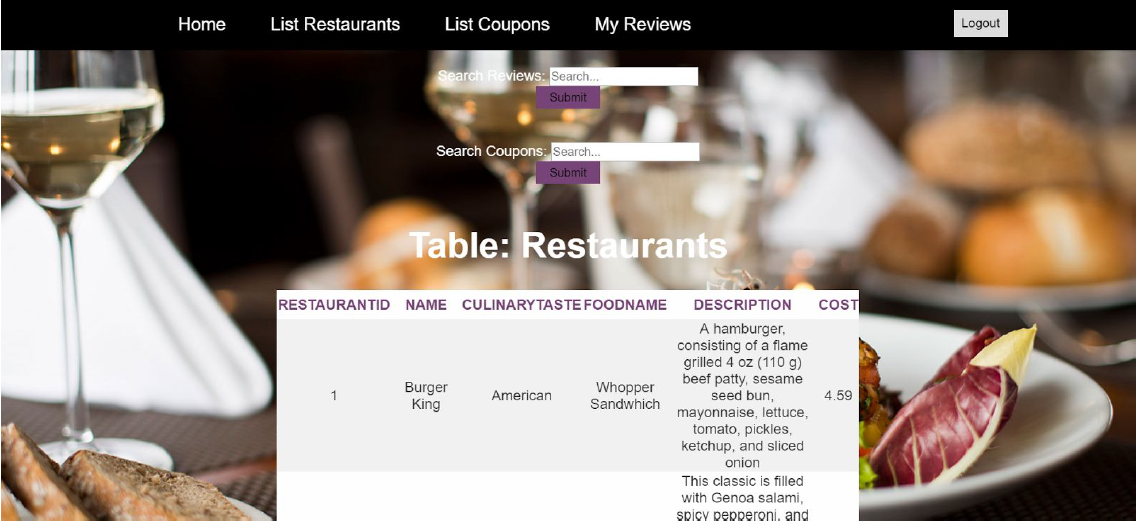 Home List Restaurants List Coupons My Reviews Logout
Search Reviews: Search...
Submit
Search Coupons: Search...
Submit
Table: Restaurants
RESTAURANTID NAME CULINARYTASTE FOODNAME DESCRIPTION COST
1
Burger
King
American
Whopper
Sandwhich
A hamburger,
consisting of a flame
grilled 4 oz (110 g)
beef patty, sesame
seed bun,
mayonnaise, lettuce,
tomato, pickles,
ketchup, and sliced
onion
4.59
This classic is filled
with Genoa salami,
spicy pepperoni, and